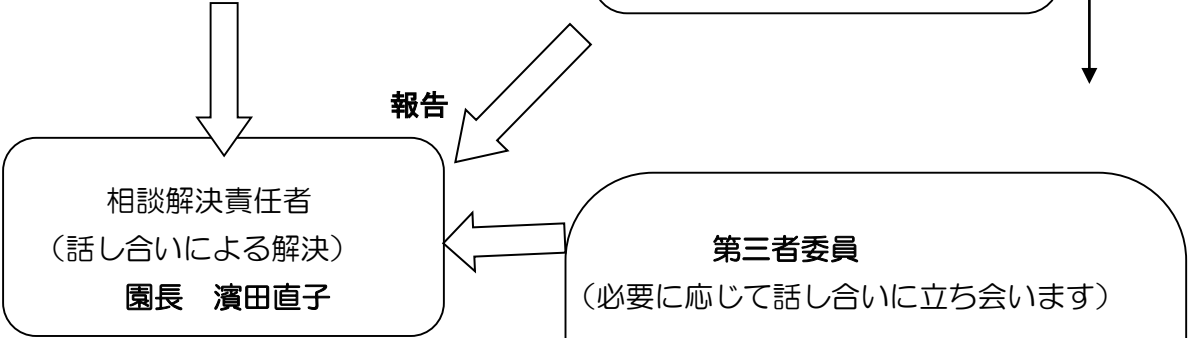 報告
相談解決責任者
（話し合いによる解決）
園長　濵田直子
第三者委員
（必要に応じて話し合いに立ち会います）